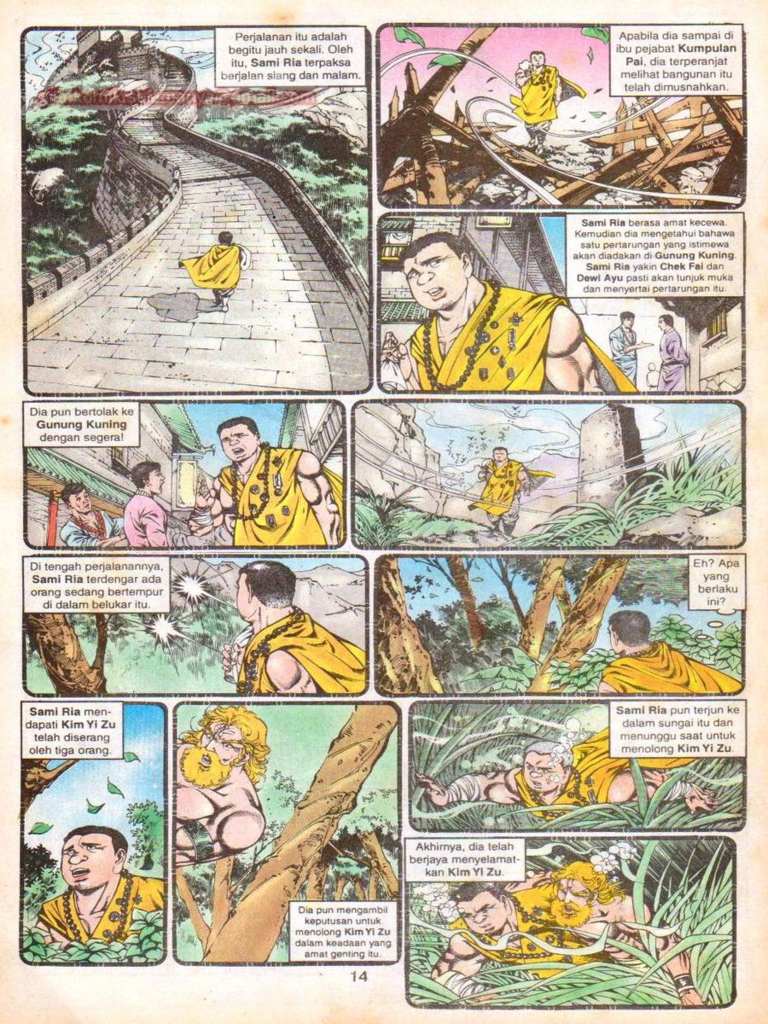 Perjalanan itu adalah
begitu jauh sekali. Oleh
itu, Sami Ria terpaksa
berjalan siang dan malam.
Apabila dia sampai di
ibu pejabat Kumpulan
Pai, dia terperanjat
melihat bangunan itu
telah dimusnahkan.
Sami Ria berasa amat kecewa.
Kemudian dia mengetahui bahawa
satu pertarungan yang istimewa
akan diadakan di Gunung Kuning.
Sami Ria yakin Chek Fai dan
Dewi Ayu pasti akan tunjuk muka
dan menyertai pertarungan itu.
Dia pun bertolak ke
Gunung Kuning
dengan segera!
Di tengah perjalanannya,
Sami Ria terdengar ada
orang sedang bertempur
di dalam belukar itu.
Eh? Apa
yang
berlaku
ini?
Sami Ria men-
dapati Kim Yi Zu
telah diserang
oleh tiga orang.
Dia pun mengambil
keputusan untuk
menolong Kim Yi Zu
dalam keadaan yang
amat genting itu.
Sami Ria pun terjun ke
dalam sungai itu dan
menunggu saat untuk
menolong Kim Yi Zu.
Akhirnya, dia telah
berjaya menyelamat-
kan Kim Yi Zu.
14